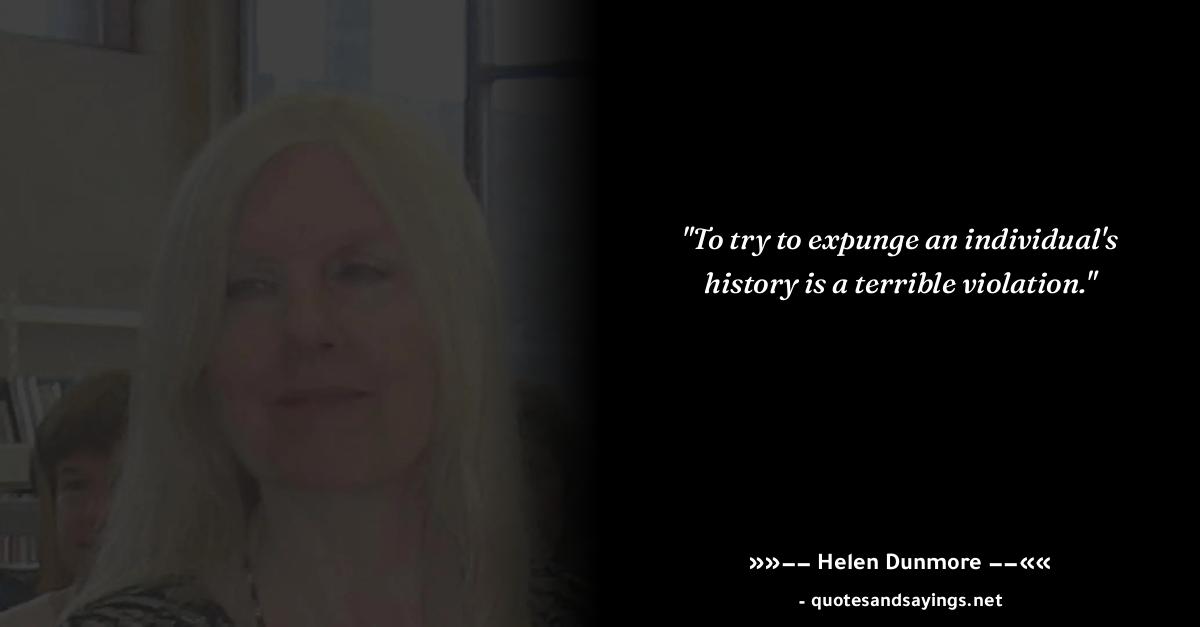 "To try to expunge an individual's
history is a terrible violation."
»»−− Helen Dunmore −−««
- quotesandsayings.net